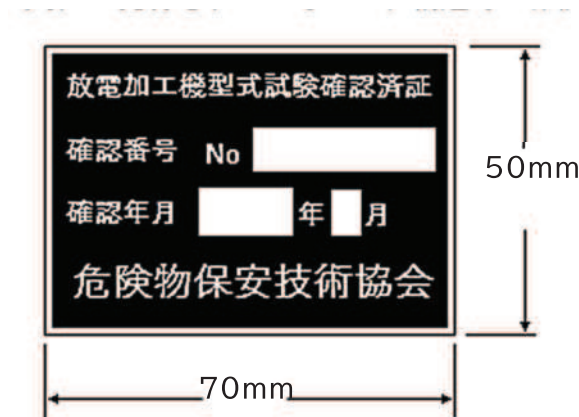 放電加工機型式試験確認済証
確認番号 No
確認年月 年 月
危険物保安技術協会
50mm
70mm